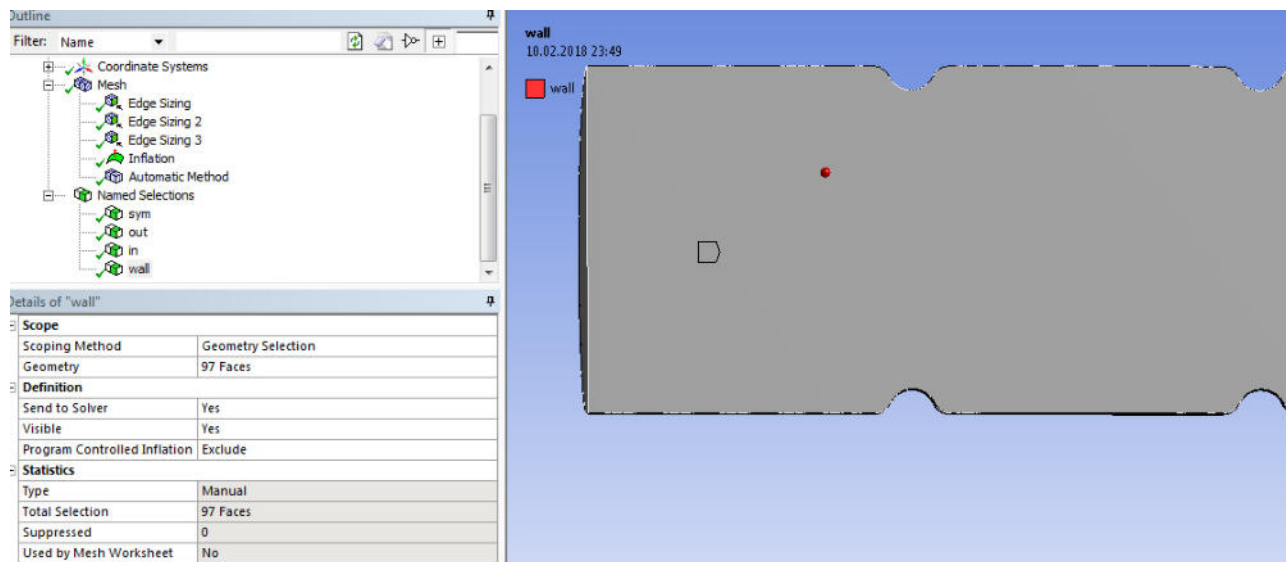 Outline
Filter: Name
Coordinate Systems
Mesh
Edge Sizing
Edge Sizing 2
Edge Sizing 3
Inflation
Automatic Method
Named Selections
sym
out
in
wall
Details of "wall"
Scope
Scoping Method Geometry Selection
Geometry 97 Faces
Definition
Send to Solver Yes
Visible Yes
Program Controlled Inflation Exclude
Statistics
Type Manual
Total Selection 97 Faces
Suppressed 0
Used by Mesh Worksheet No
wall
10.02.2018 23:49
wall